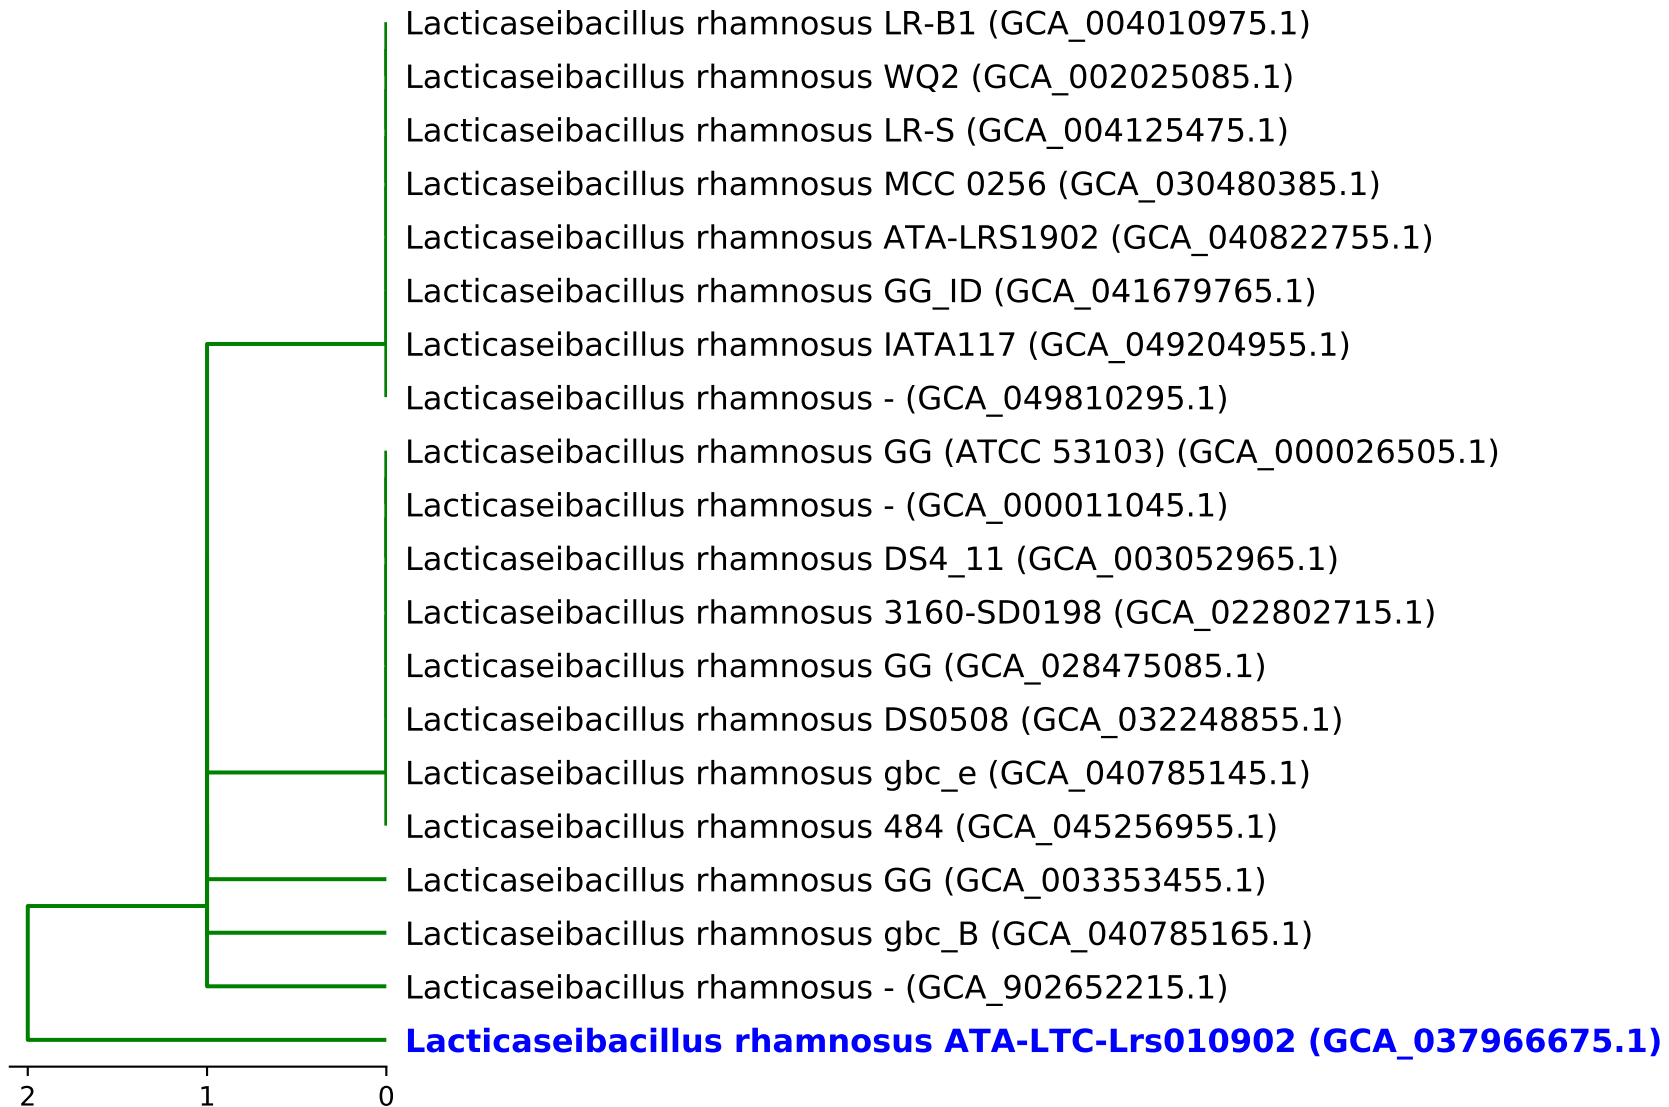 Lacticaseibacillus rhamnosus LR-B1 (GCA_004010975.1)
Lacticaseibacillus rhamnosus WQ2 (GCA_002025085.1)
Lacticaseibacillus rhamnosus LR-S (GCA_004125475.1)
Lacticaseibacillus rhamnosus MCC 0256 (GCA_030480385.1)
Lacticaseibacillus rhamnosus ATA-LRS1902 (GCA_040822755.1)
Lacticaseibacillus rhamnosus GG_ID (GCA_041679765.1)
Lacticaseibacillus rhamnosus IATA117 (GCA_049204955.1)
Lacticaseibacillus rhamnosus - (GCA_049810295.1)
Lacticaseibacillus rhamnosus GG (ATCC 53103) (GCA_000026505.1)
Lacticaseibacillus rhamnosus - (GCA_000011045.1)
Lacticaseibacillus rhamnosus DS4_11 (GCA_003052965.1)
Lacticaseibacillus rhamnosus 3160-SD0198 (GCA_022802715.1)
Lacticaseibacillus rhamnosus GG (GCA_028475085.1)
Lacticaseibacillus rhamnosus DS0508 (GCA_032248855.1)
Lacticaseibacillus rhamnosus gbc_e (GCA_040785145.1)
Lacticaseibacillus rhamnosus 484 (GCA_045256955.1)
Lacticaseibacillus rhamnosus GG (GCA_003353455.1)
Lacticaseibacillus rhamnosus gbc_B (GCA_040785165.1)
Lacticaseibacillus rhamnosus - (GCA_902652215.1)
Lacticaseibacillus rhamnosus ATA-LTC-Lrs010902 (GCA_037966675.1)
2 1 0